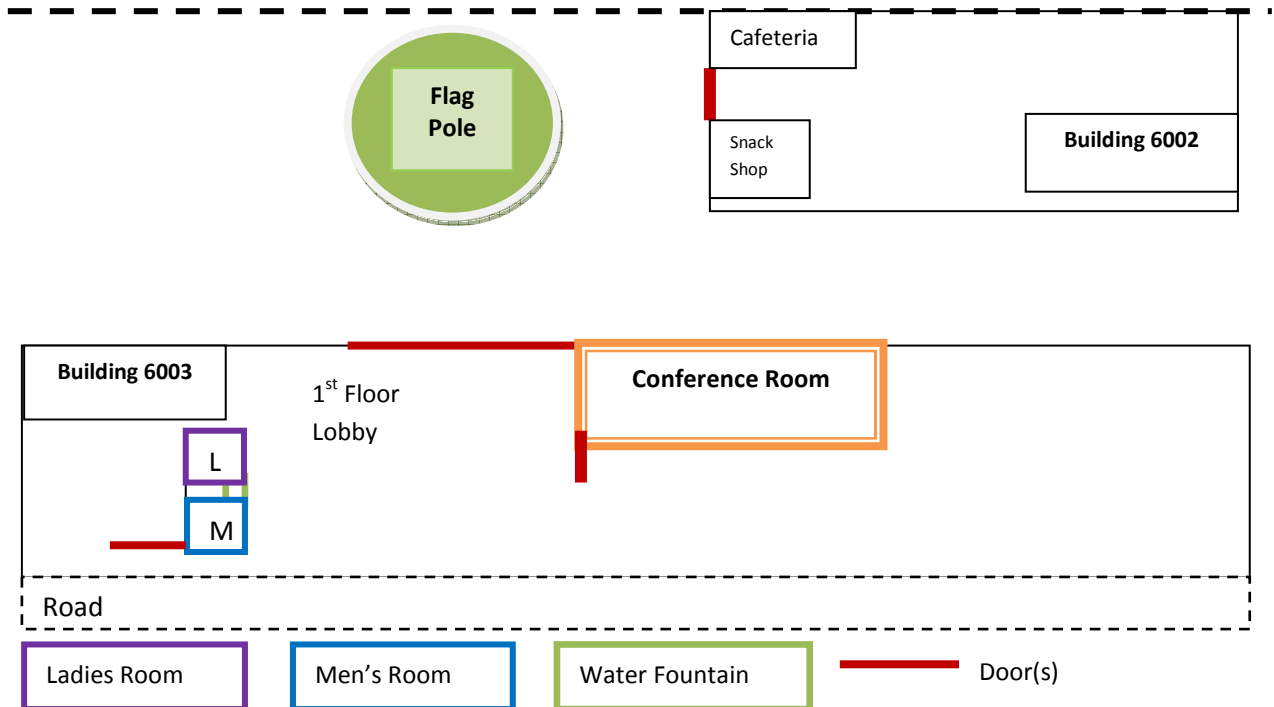 Cafeteria
Flag
Pole
Snack
Shop
Building 6002
Building 6003
1st Floor
Lobby
Conference Room
L
M
Road
Ladies Room
Men’s Room
Water Fountain
Door(s)